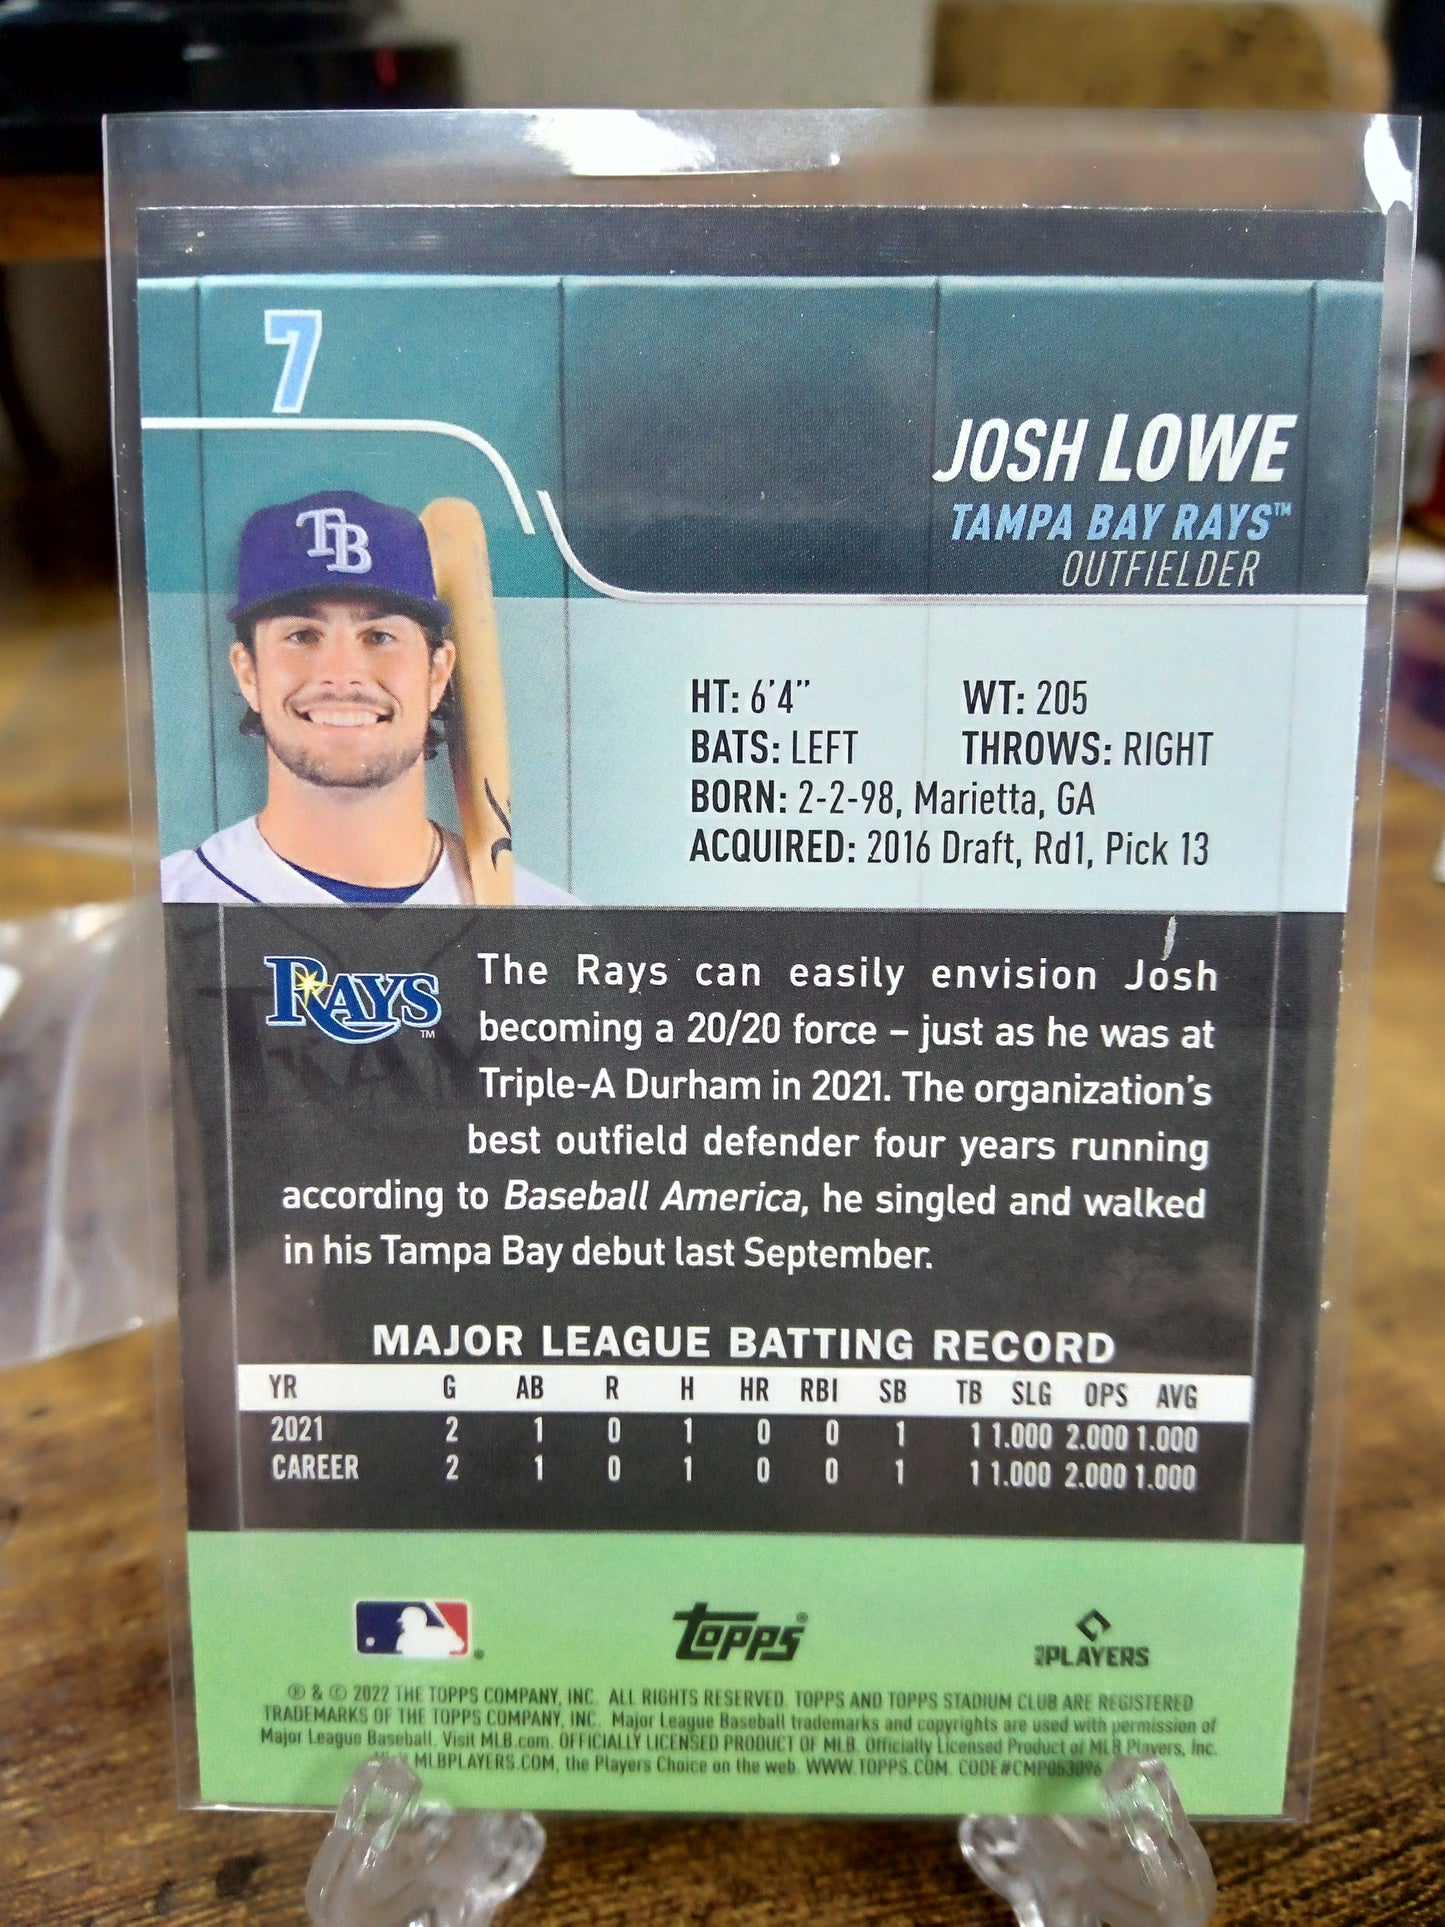 7
JOSH LOWE
TAMPA BAY RAYS™
OUTFIELDER
TB
HT: 6'4" WT: 205
BATS: LEFT THROWS: RIGHT
BORN: 2-2-98, Marietta, GA
ACQUIRED: 2016 Draft, Rd1, Pick 13
RAYS™
The Rays can easily envision Josh
becoming a 20/20 force – just as he was at
Triple-A Durham in 2021. The organization's
best outfield defender four years running
according to Baseball America, he singled and walked
in his Tampa Bay debut last September.
MAJOR LEAGUE BATTING RECORD
YR G AB R H HR RBI SB TB SLG OPS AVG
2021 2 1 0 1 0 0 1 1 1.000 2.000 1.000
CAREER 2 1 0 1 0 0 1 1 1.000 2.000 1.000
Topps®
PLAYERS
® & © 2022 THE TOPPS COMPANY, INC. ALL RIGHTS RESERVED. TOPPS AND TOPPS STADIUM CLUB ARE REGISTERED
TRADEMARKS OF THE TOPPS COMPANY, INC. Major League Baseball trademarks and copyrights are used with permission of
Major League Baseball. Visit MLB.com. OFFICIALLY LICENSED PRODUCT OF MLB. Officially Licensed Product of MLB Players, Inc.
MLBPLAYERS.COM, the Players Choice on the web. WWW.TOPPS.COM. CODE#CMP053096